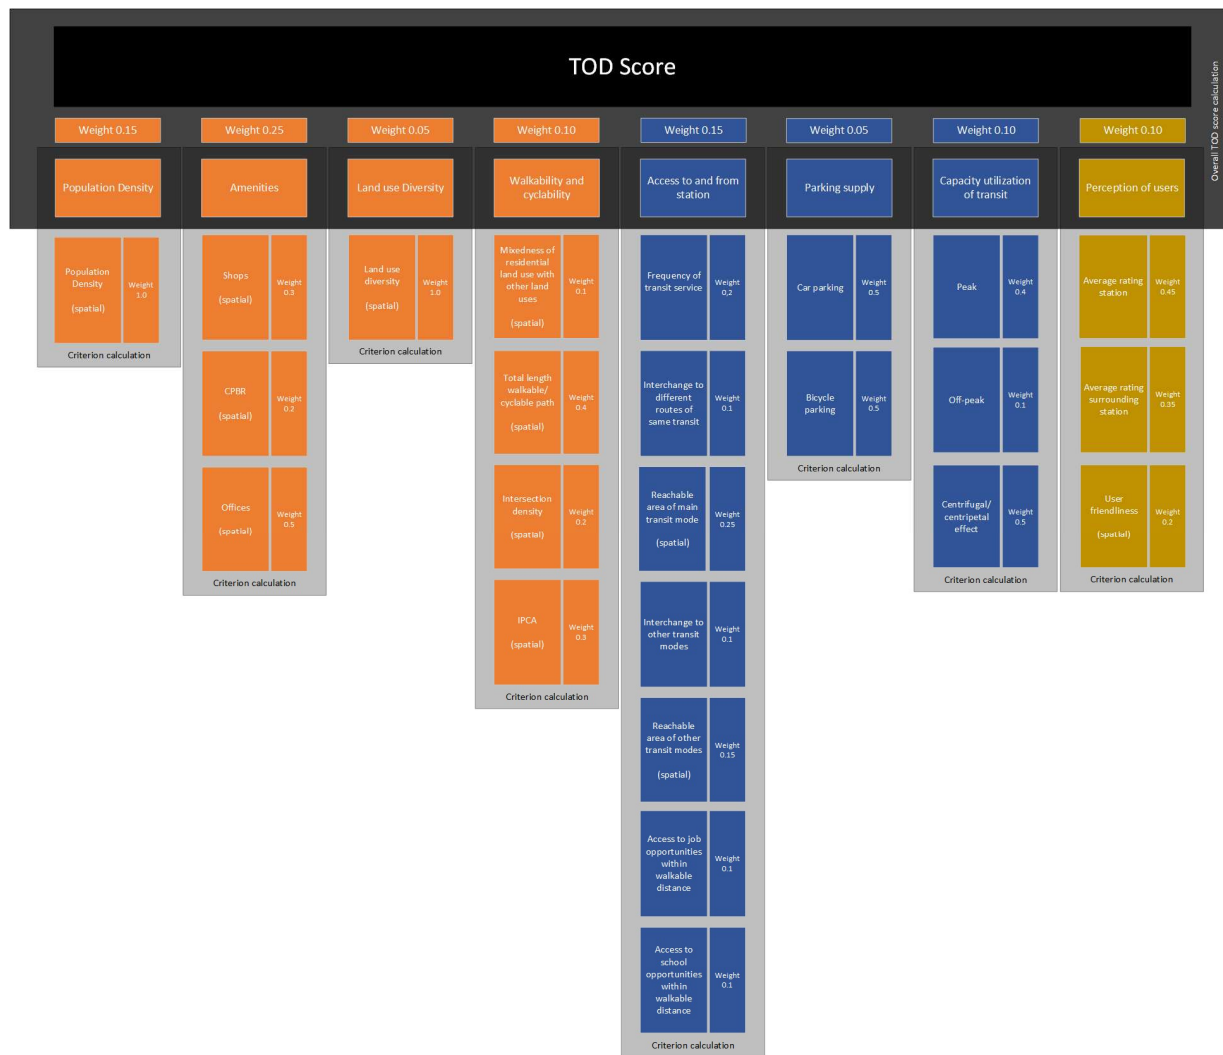 TOD Score
Overall TOD score calculation
Weight 0.15
Weight 0.25
Weight 0.05
Weight 0.10
Weight 0.15
Weight 0.05
Weight 0.10
Weight 0.10
Population Density
Amenities
Land use Diversity
Walkability and
cyclability
Access to and from
station
Parking supply
Capacity utilization
of transit
Perception of users
Population
Density
(spatial)
Weight
1.0
Criterion calculation
Shops
(spatial)
Weight
0.3
CPBR
(spatial)
Weight
0.2
Offices
(spatial)
Weight
0.5
Criterion calculation
Land use
diversity
(spatial)
Weight
1.0
Criterion calculation
Mixedness of
residential
land use with
other land
uses
(spatial)
Weight
0.1
Total length
walkable/
cyclable path
(spatial)
Weight
0.4
Intersection
density
(spatial)
Weight
0.2
IPCA
(spatial)
Weight
0.3
Criterion calculation
Frequency of
transit service
Weight
0,2
Interchange to
different
routes of
same transit
Weight
0.1
Reachable
area of main
transit mode
(spatial)
Weight
0.25
Interchange to
other transit
modes
Weight
0.1
Reachable
area of other
transit modes
(spatial)
Weight
0.15
Access to job
opportunities
within
walkable
distance
Weight
0.1
Access to
school
opportunities
within
walkable
distance
Weight
0.1
Criterion calculation
Car parking
Weight
0.5
Bicycle
parking
Weight
0.5
Criterion calculation
Peak
Weight
0.4
Off-peak
Weight
0.1
Centrifugal/
centripetal
effect
Weight
0.5
Criterion calculation
Average rating
station
Weight
0.45
Average rating
surrounding
station
Weight
0.35
User
friendliness
(spatial)
Weight
0.2
Criterion calculation